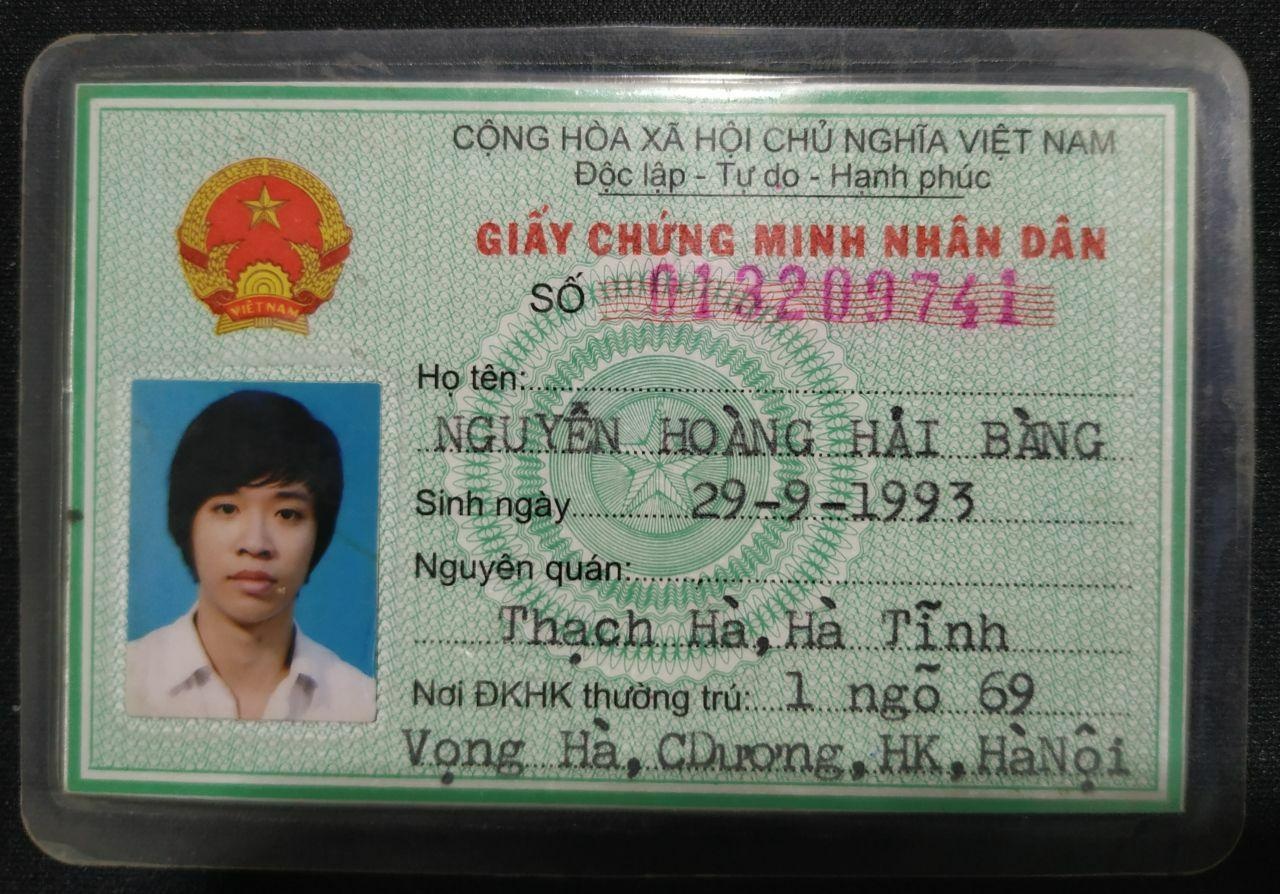 CỘNG HÒA XÃ HỘI CHỦ NGHĨA VIỆT NAM
Độc lập - Tự do - Hạnh phúc
GIẤY CHỨNG MINH NHÂN DÂN
SỐ 013209741
VIỆT NAM
Họ tên:
NGUYỄN HOÀNG HẢI BẰNG
Sinh ngày 29-9-1993
Nguyên quán:
Thạch Hà, Hà Tĩnh
Nơi ĐKHK thường trú: 1 ngõ 69
Vọng Hà, CDương, HK, HàNội